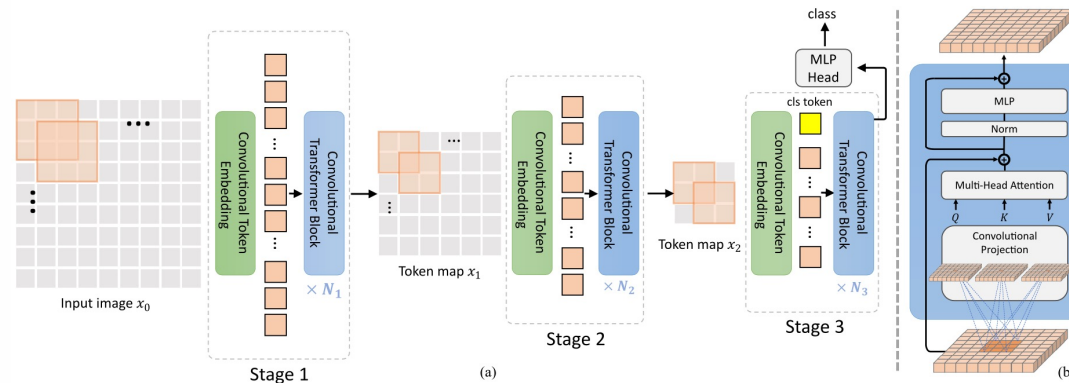 Input image x₀
Convolutional Token
Embedding
Convolutional
Transformer Block
× N₁
Stage 1
Token map x₁
Convolutional Token
Embedding
Convolutional
Transformer Block
× N₂
Stage 2
Token map x₂
class
MLP
Head
cls token
Convolutional Token
Embedding
Convolutional
Transformer Block
× N₃
Stage 3
(a)
MLP
Norm
Multi-Head Attention
Q K V
Convolutional
Projection
(b